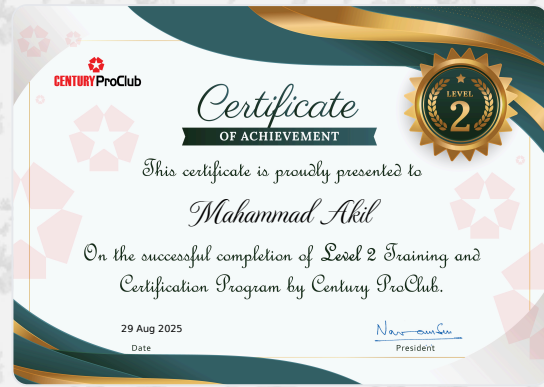 CENTURY ProClub
Certificate
OF ACHIEVEMENT
LEVEL
2
This certificate is proudly presented to
Mahammad Akil
On the successful completion of Level 2 Training and
Certification Program by Century ProClub.
29 Aug 2025
Date
President